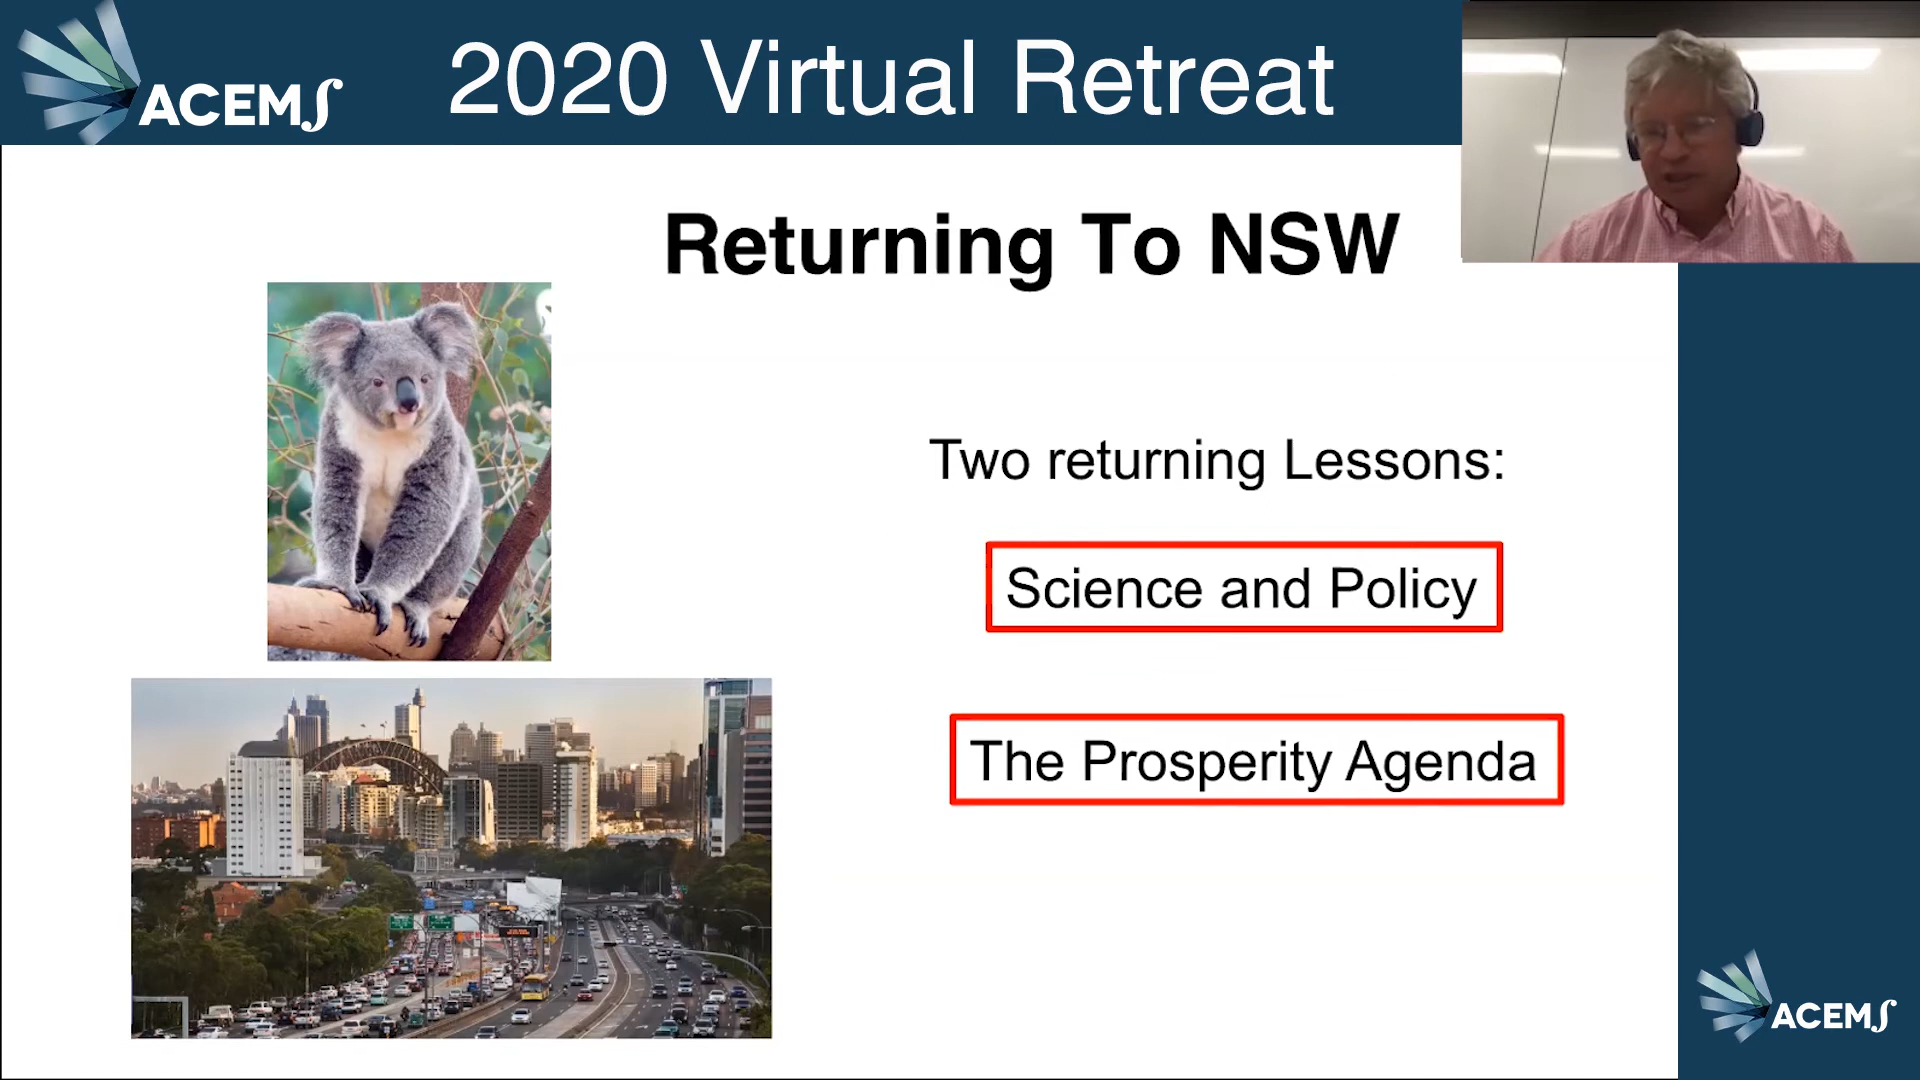 ACEMS
2020 Virtual Retreat
Returning To NSW
Two returning Lessons:
Science and Policy
The Prosperity Agenda
ACEMS